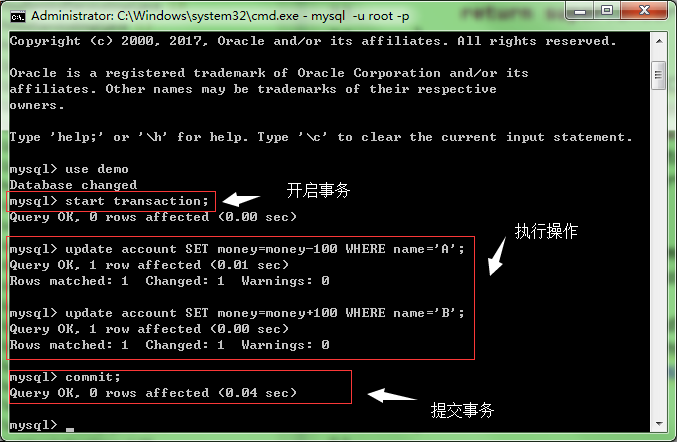 Administrator: C:\Windows\system32\cmd.exe - mysql -u root -p
Copyright (c) 2000, 2017, Oracle and/or its affiliates. All rights reserved.
Oracle is a registered trademark of Oracle Corporation and/or its
affiliates. Other names may be trademarks of their respective
owners.
Type 'help;' or '\h' for help. Type '\c' to clear the current input statement.
mysql> use demo
Database changed
mysql> start transaction;
开启事务
Query OK, 0 rows affected (0.00 sec)
执行操作
mysql> update account SET money=money-100 WHERE name='A';
Query OK, 1 row affected (0.01 sec)
Rows matched: 1  Changed: 1  Warnings: 0
mysql> update account SET money=money+100 WHERE name='B';
Query OK, 1 row affected (0.00 sec)
Rows matched: 1  Changed: 1  Warnings: 0
mysql> commit;
Query OK, 0 rows affected (0.04 sec)
提交事务
mysql>